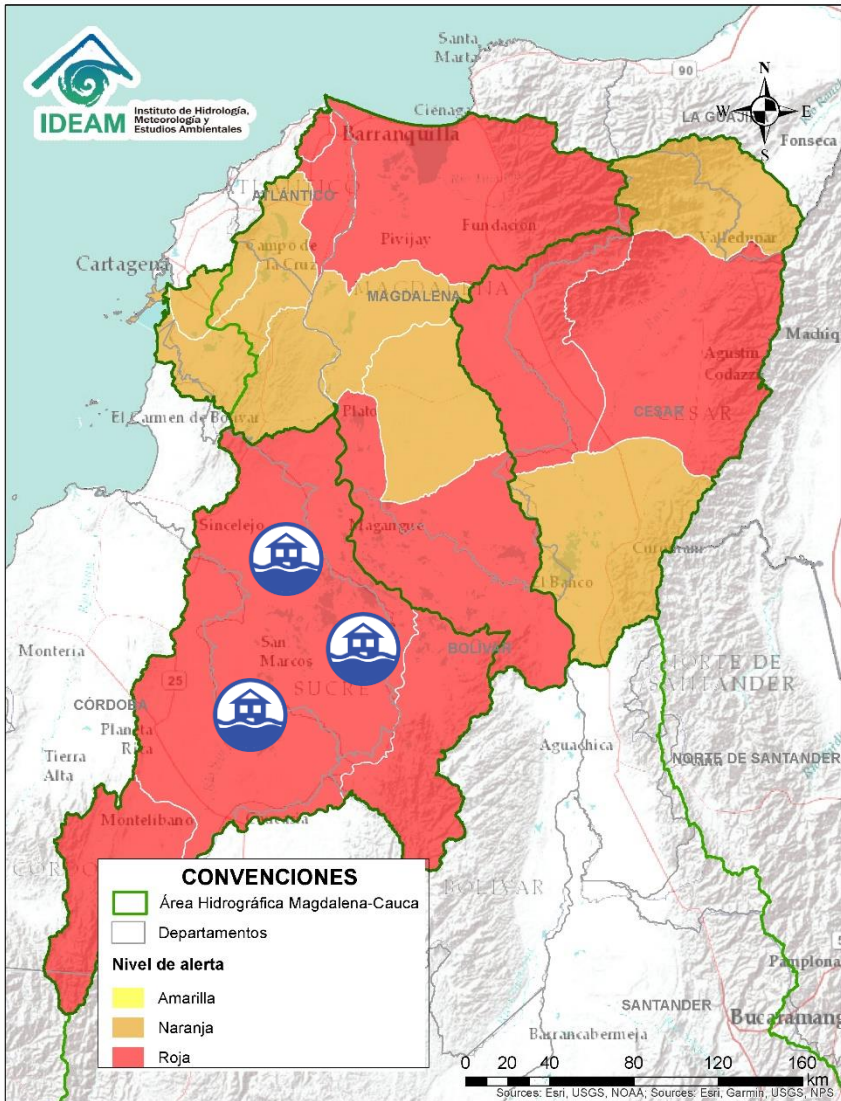 IDEAM
Instituto de Hidrología,
Meteorología y
Estudios Ambientales
Santa
Marta
90
N
W
E
S
Ciénaga
LA GUAJI
Fonseca
Barranquilla
ATLÁNTICO
Pivijay
Fundación
Valledupar
Campo de
la Cruz
Cartagena
MAGDALENA
Machiq
Agustín
Codazzi
El Carmen de Bolívar
Plato
CESAR
CESAR
Sincelejo
Magangué
El Banco
Montería
San
Marcos
BOLÍVAR
SUCRE
25
NORTE DE
SANTANDER
CÓRDOBA
Planeta
Rica
Aguachica
NORTE DE SANTANDER
Tierra
Alta
Montelíbano
BOLÍVAR
CONVENCIONES
Área Hidrográfica Magdalena-Cauca
Departamentos
Nivel de alerta
Amarilla
Naranja
Roja
Pamplona
SANTANDER
Bucaramang
Barrancabermeja
0 20 40 80 120 160
km
Sources: Esri, USGS, NOAA; Sources: Esri, Garmin, USGS, NPS